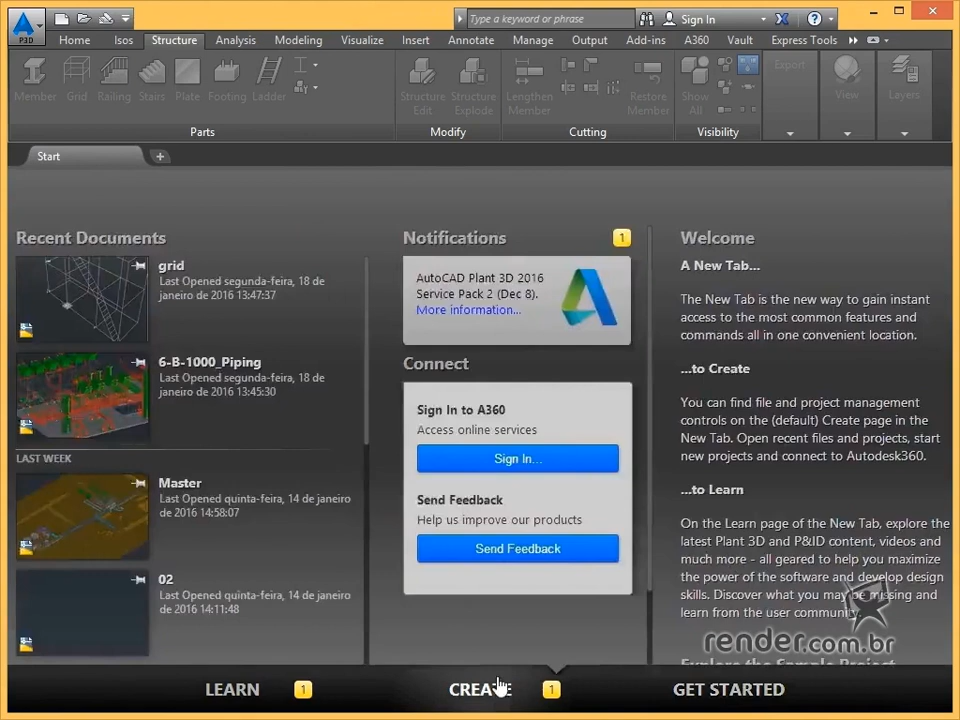 P3D
Type a keyword or phrase
Sign In
Home Isos Structure Analysis Modeling Visualize Insert Annotate Manage Output Add-ins A360 Vault Express Tools
Member Grid Railing Stairs Plate Footing Ladder
Structure Edit
Structure Explode
Lengthen Member
Restore Member
Show All
Export
View
Layers
Parts Modify Cutting Visibility
Start
Recent Documents
grid
Last Opened segunda-feira, 18 de
janeiro de 2016 13:47:37
6-B-1000_Piping
Last Opened segunda-feira, 18 de
janeiro de 2016 13:45:30
LAST WEEK
Master
Last Opened quinta-feira, 14 de janeiro
de 2016 14:58:07
02
Last Opened quinta-feira, 14 de janeiro
de 2016 14:11:48
Notifications 1
AutoCAD Plant 3D 2016
Service Pack 2 (Dec 8).
More information...
Connect
Sign In to A360
Access online services
Sign In...
Send Feedback
Help us improve our products
Send Feedback
Welcome
A New Tab...
The New Tab is the new way to gain instant
access to the most common features and
commands all in one convenient location.
...to Create
You can find file and project management
controls on the (default) Create page in the
New Tab. Open recent files and projects, start
new projects and connect to Autodesk360.
...to Learn
On the Learn page of the New Tab, explore the
latest Plant 3D and P&ID content, videos and
much more - all geared to help you maximize
the power of the software and develop design
skills. Discover what you may be missing and
learn from the user community.
Explore the Sample Project
render.com.br
LEARN 1 CREATE 1 GET STARTED